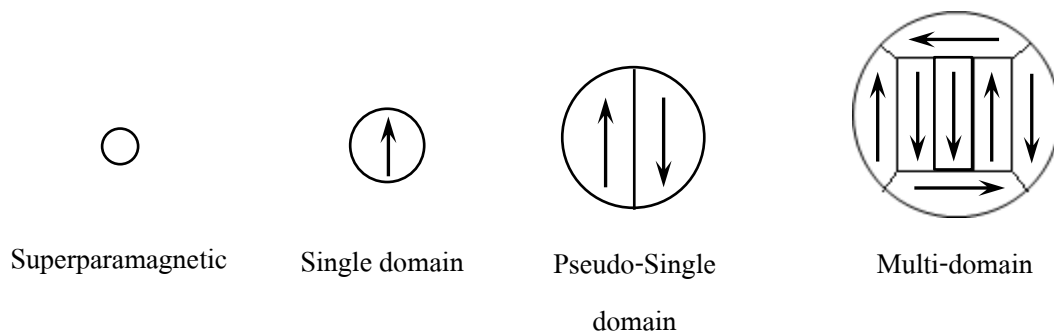 Superparamagnetic
Single domain
Pseudo-Single
domain
Multi-domain